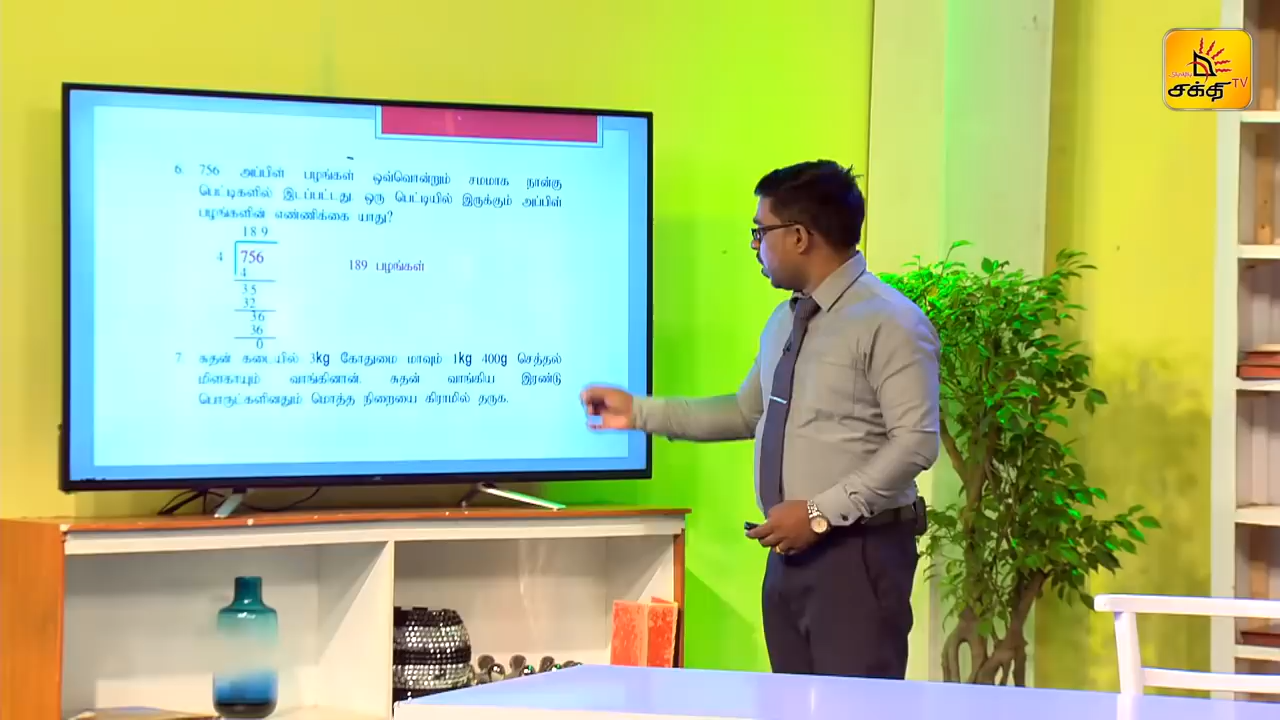 SHAKTHI
சக்தி TV
6. 756 அப்பிள் பழங்கள் ஒவ்வொன்றும் சமமாக நான்கு
பெட்டிகளில் இடப்பட்டது. ஒரு பெட்டியில் இருக்கும் அப்பிள்
பழங்களின் எண்ணிக்கை யாது?
189
4 756
4
35
32
36
36
0
189 பழங்கள்
7. சுதன் கடையில் 3kg கோதுமை மாவும் 1kg 400g செத்தல்
மிளகாயும் வாங்கினான். சுதன் வாங்கிய இரண்டு
பொருட்களினதும் மொத்த நிறையை கிராமில் தருக.